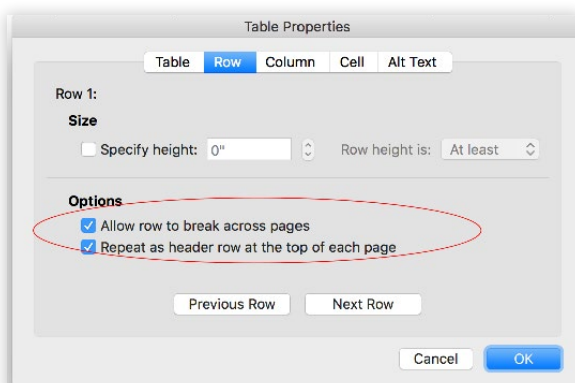 Table Properties
Table Row Column Cell Alt Text
Row 1:
Size
Specify height: 0" Row height is: At least
Options
Allow row to break across pages
Repeat as header row at the top of each page
Previous Row Next Row
Cancel OK